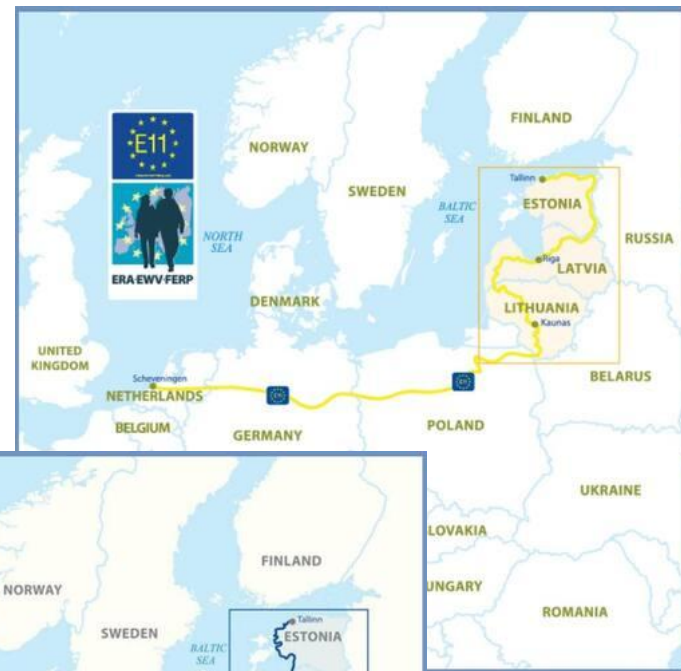 E11
ERA-EWV-FERP
NORWAY
SWEDEN
FINLAND
NORTH
SEA
BALTIC
SEA
Tallinn
ESTONIA
RUSSIA
Riga
LATVIA
LITHUANIA
Kaunas
DENMARK
UNITED
KINGDOM
Scheveningen
NETHERLANDS
BELGIUM
GERMANY
E11
E11
POLAND
BELARUS
UKRAINE
LOVAKIA
UNGARY
ROMANIA
NORWAY
SWEDEN
FINLAND
BALTIC
SEA
Tallinn
ESTONIA